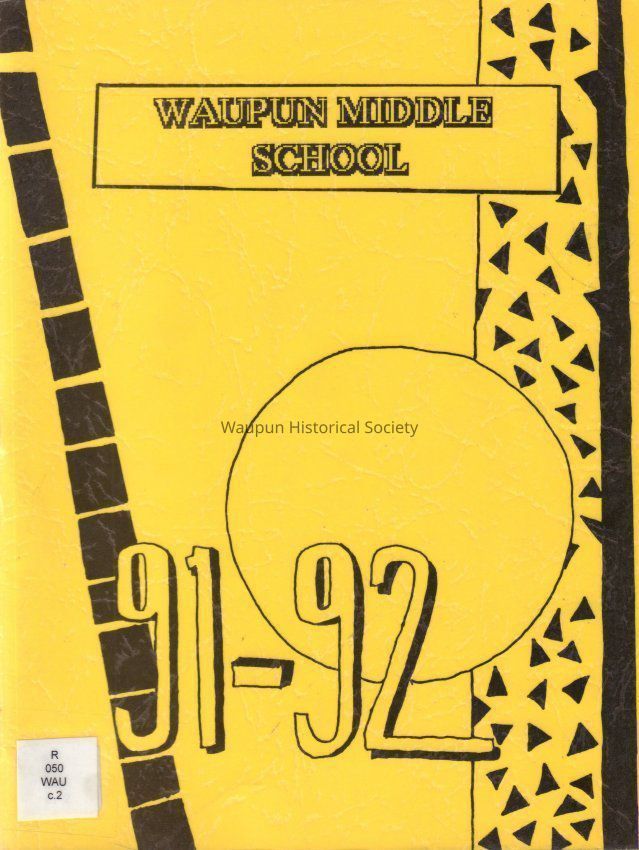 WAUPUN MIDDLE
SCHOOL
Waupun Historical Society
91-92
R
050
WAU
c.2